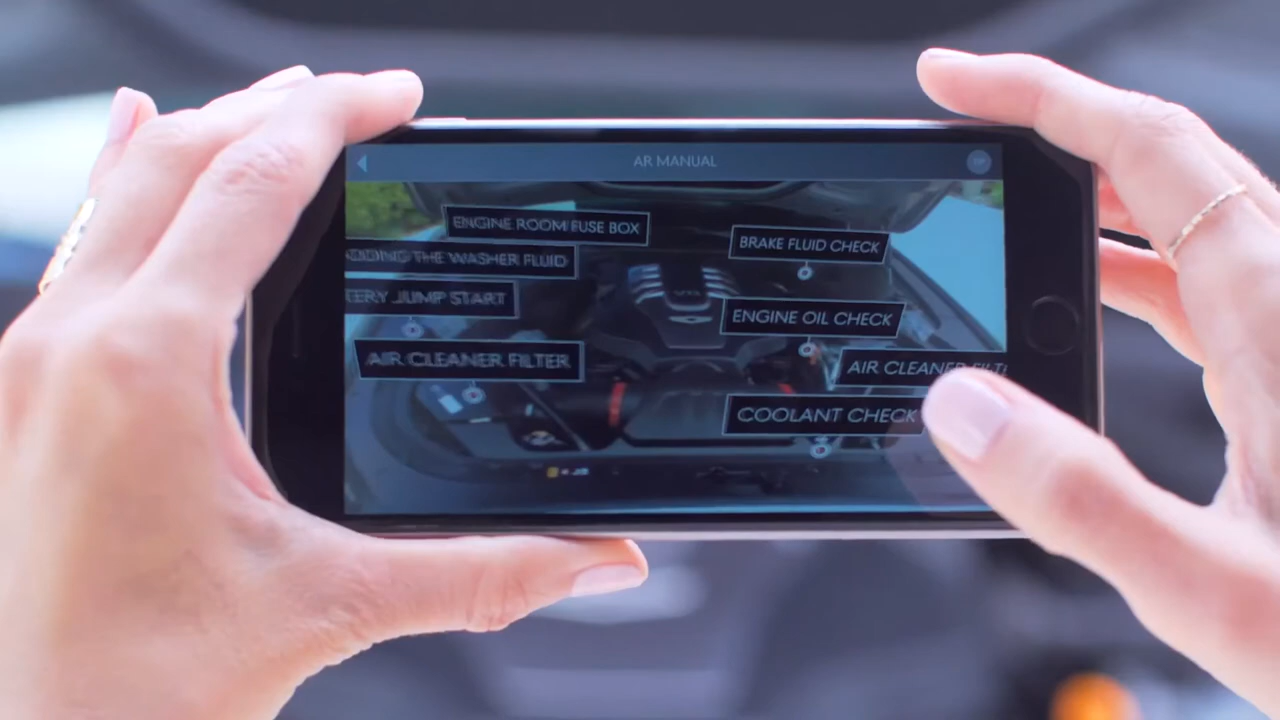 AR MANUAL
ENGINE ROOM FUSE BOX
BRAKE FLUID CHECK
THE WASHER FLUID
JUMP START
ENGINE OIL CHECK
AIR CLEANER FILTER
AIR CLEANER FILT
COOLANT CHECK